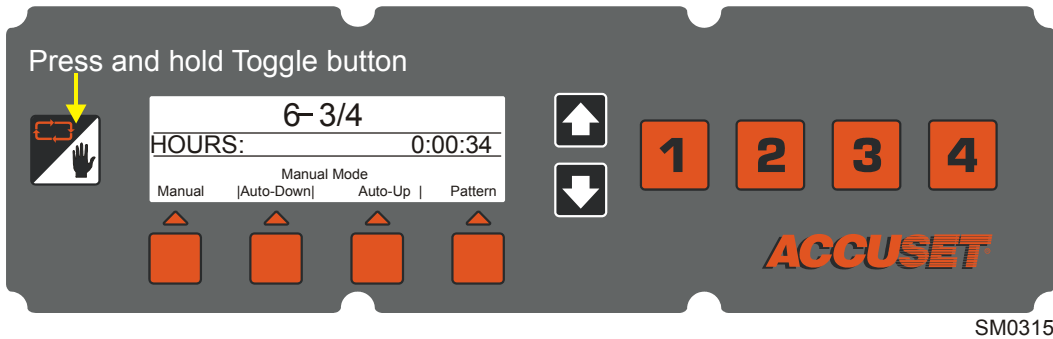 Press and hold Toggle button
6- 3/4
HOURS: 0:00:34
Manual Mode
Manual |Auto-Down| Auto-Up | Pattern
1 2 3 4
ACCUSET
SM0315